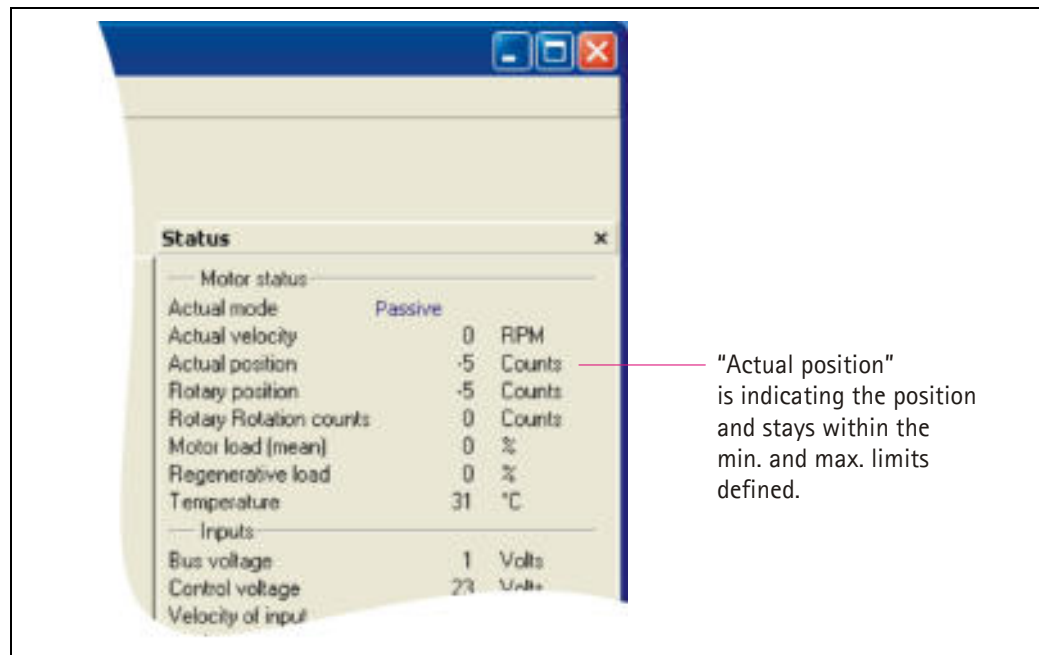 Status
Motor status
Actual mode Passive
Actual velocity 0 RPM
Actual position -5 Counts
Rotary position -5 Counts
Rotary Rotation counts 0 Counts
Motor load (mean) 0 %
Regenerative load 0 %
Temperature 31 °C
Inputs
Bus voltage 1 Volts
Control voltage 23 Volts
Velocity of input
"Actual position"
is indicating the position
and stays within the
min. and max. limits
defined.